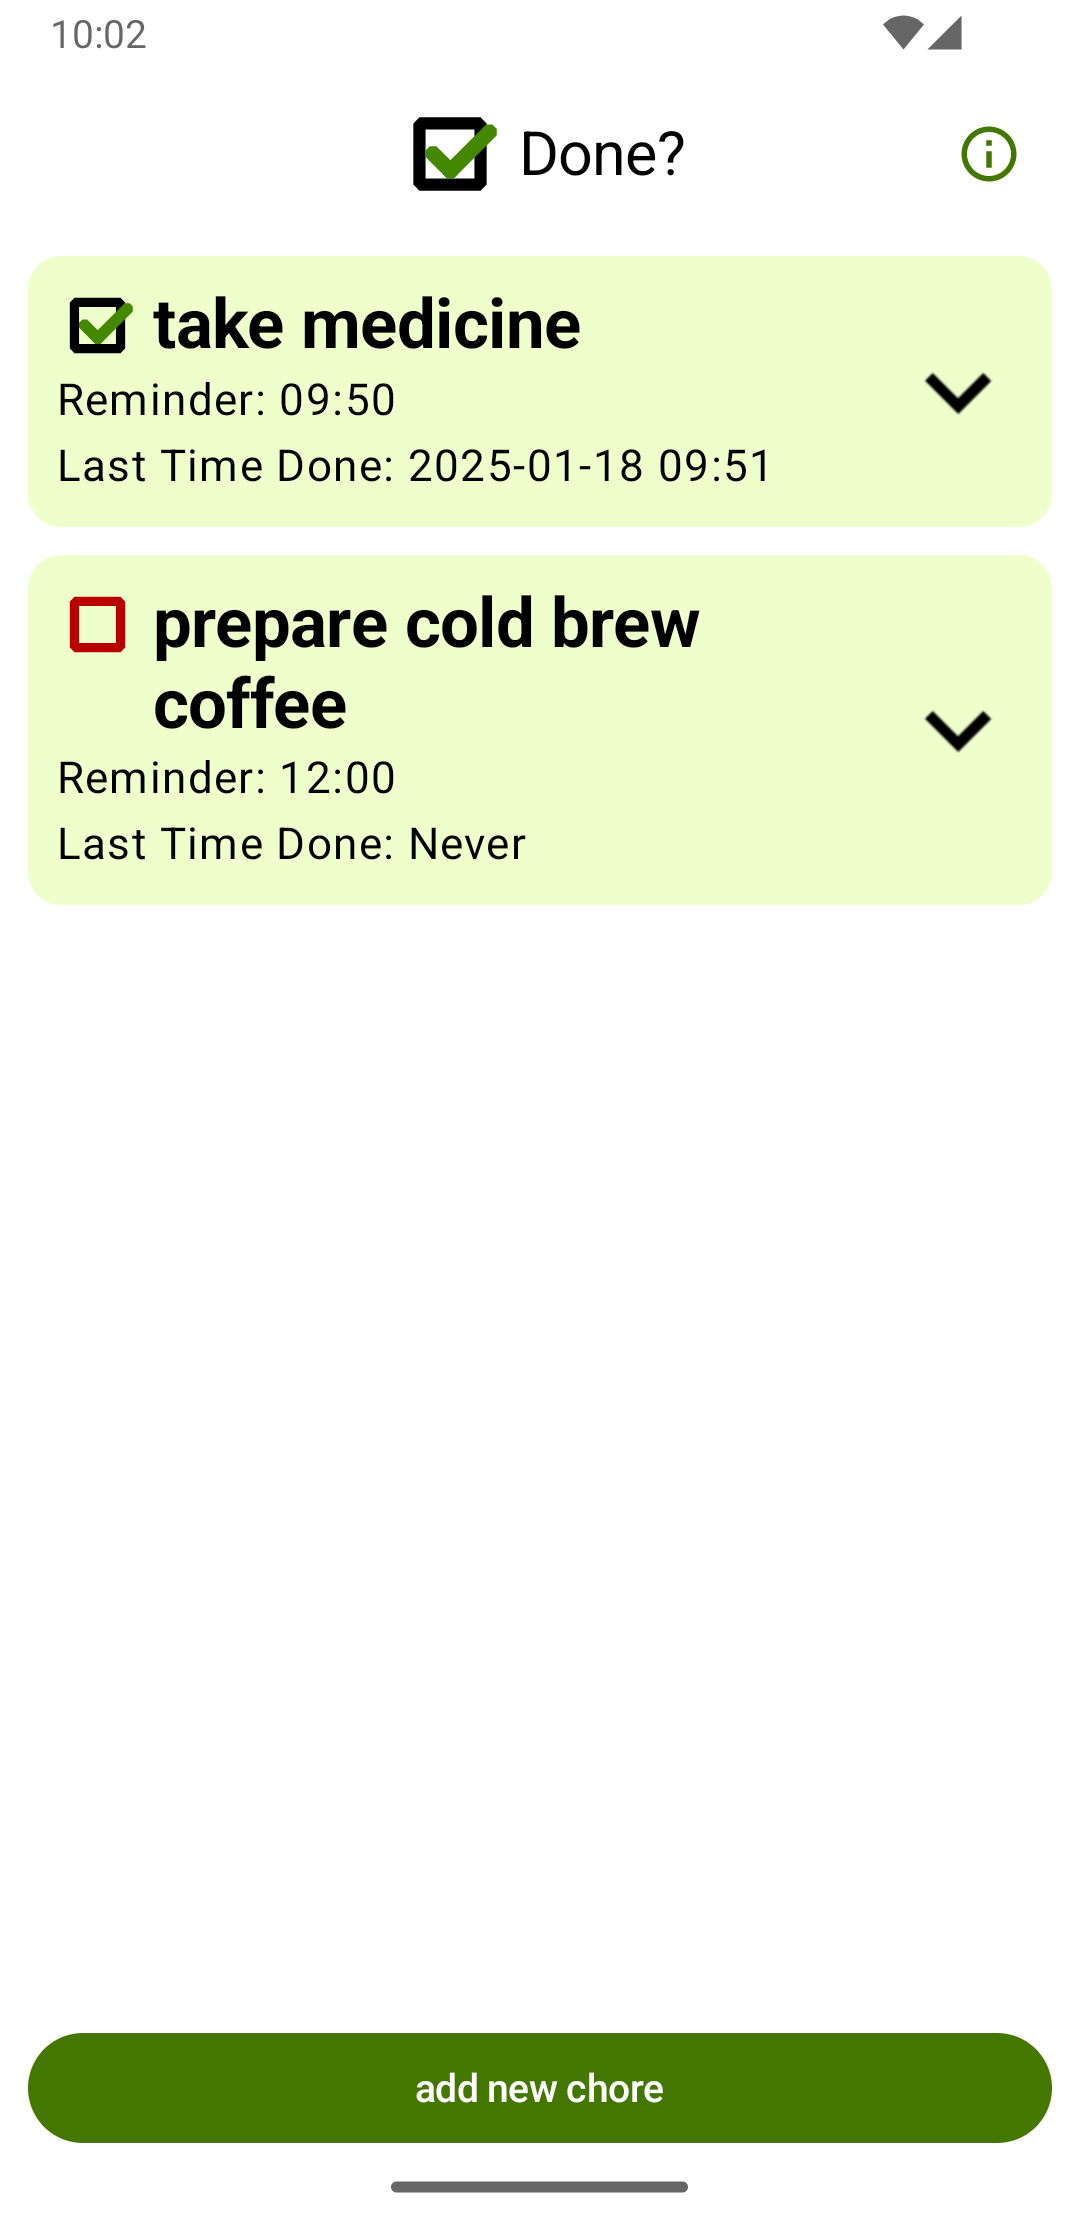 10:02
Done?
take medicine
Reminder: 09:50
Last Time Done: 2025-01-18 09:51
prepare cold brew
coffee
Reminder: 12:00
Last Time Done: Never
add new chore